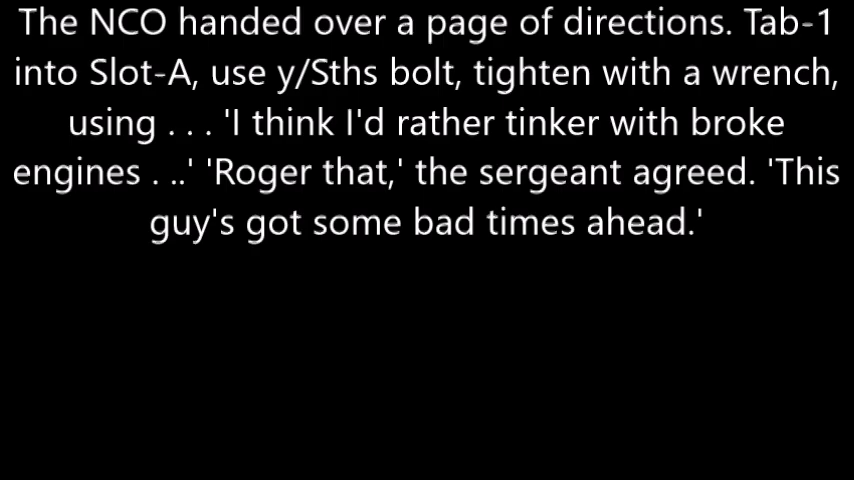 The NCO handed over a page of directions. Tab-1
into Slot-A, use y/Sths bolt, tighten with a wrench,
using . . . 'I think I'd rather tinker with broke
engines . ..' 'Roger that,' the sergeant agreed. 'This
guy's got some bad times ahead.'